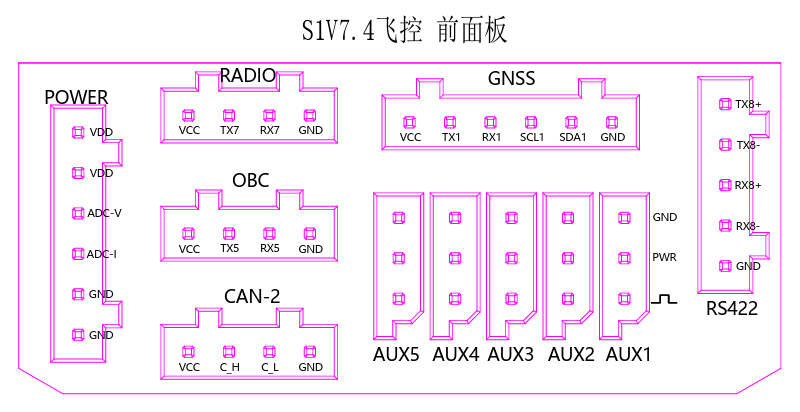 S1V7.4飞控 前面板
POWER
VDD
VDD
ADC-V
ADC-I
GND
GND
RADIO
VCC TX7 RX7 GND
OBC
VCC TX5 RX5 GND
CAN-2
VCC C_H C_L GND
GNSS
VCC TX1 RX1 SCL1 SDA1 GND
GND
PWR
AUX5 AUX4 AUX3 AUX2 AUX1
TX8+
TX8-
RX8+
RX8-
GND
RS422